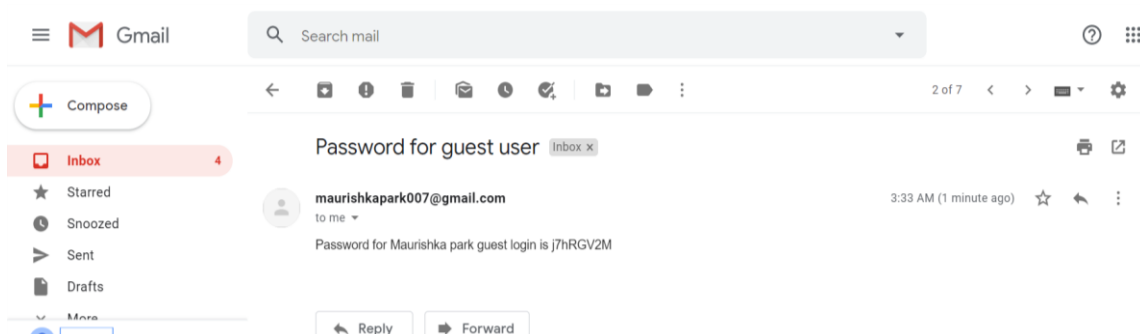 Gmail
Search mail
Compose
2 of 7
Password for guest user Inbox x
Inbox 4
maurishkapark007@gmail.com 3:33 AM (1 minute ago)
Starred
to me
Snoozed
Password for Maurishka park guest login is j7hRGV2M
Sent
Drafts
More
Reply Forward